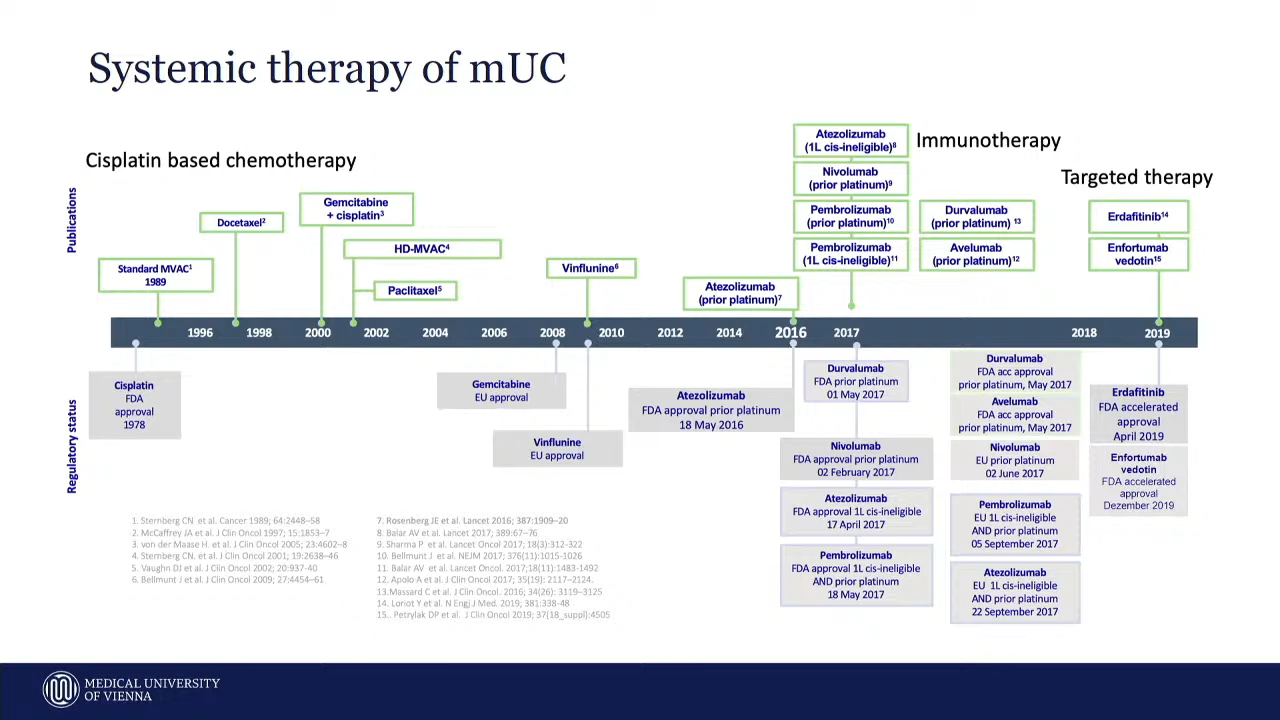 Systemic therapy of mUC
Cisplatin based chemotherapy
Immunotherapy
Targeted therapy
Publications
Standard MVAC¹
1989
Docetaxel²
Gemcitabine
+ cisplatin³
HD-MVAC⁴
Paclitaxel⁵
Vinflunine⁶
Atezolizumab
(prior platinum)⁷
Atezolizumab
(1L cis-ineligible)⁸
Nivolumab
(prior platinum)⁹
Pembrolizumab
(prior platinum)¹⁰
Pembrolizumab
(1L cis-ineligible)¹¹
Durvalumab
(prior platinum) ¹³
Avelumab
(prior platinum)¹²
Erdafitinib¹⁴
Enfortumab
vedotin¹⁵
1996 1998 2000 2002 2004 2006 2008 2010 2012 2014 2016 2017 2018 2019
Regulatory status
Cisplatin
FDA
approval
1978
Gemcitabine
EU approval
Vinflunine
EU approval
Atezolizumab
FDA approval prior platinum
18 May 2016
Durvalumab
FDA prior platinum
01 May 2017
Nivolumab
FDA approval prior platinum
02 February 2017
Atezolizumab
FDA approval 1L cis-ineligible
17 April 2017
Pembrolizumab
FDA approval 1L cis-ineligible
AND prior platinum
18 May 2017
Durvalumab
FDA acc approval
prior platinum, May 2017
Avelumab
FDA acc approval
prior platinum, May 2017
Nivolumab
EU prior platinum
02 June 2017
Pembrolizumab
EU 1L cis-ineligible
AND prior platinum
05 September 2017
Atezolizumab
EU 1L cis-ineligible
AND prior platinum
22 September 2017
Erdafitinib
FDA accelerated
approval
April 2019
Enfortumab
vedotin
FDA accelerated
approval
Dezember 2019
1. Sternberg CN et al. Cancer 1989; 64:2448–58
2. McCaffrey JA et al. J Clin Oncol 1997; 15:1853–7
3. von der Maase H. et al. J Clin Oncol 2005; 23:4602–8
4. Sternberg CN. et al. J Clin Oncol 2001; 19:2638–46
5. Vaughn DJ et al. J Clin Oncol 2002; 20:937-40
6. Bellmunt J et al. J Clin Oncol 2009; 27:4454–61
7. Rosenberg JE et al. Lancet 2016; 387:1909–20
8. Balar AV et al. Lancet 2017; 389:67–76
9. Sharma P et al. Lancet Oncol 2017; 18(3):312-322
10. Bellmunt J et al. NEJM 2017; 376(11):1015-1026
11. Balar AV et al. Lancet Oncol. 2017;18(11):1483-1492
12. Apolo A et al. J Clin Oncol 2017; 35(19): 2117–2124.
13.Massard C et al. J Clin Oncol. 2016; 34(26): 3119–3125
14. Loriot Y et al. N Engj J Med. 2019; 381:338-48
15.. Petrylak DP et al. J Clin Oncol 2019; 37(18_suppl):4505
MEDICAL UNIVERSITY
OF VIENNA